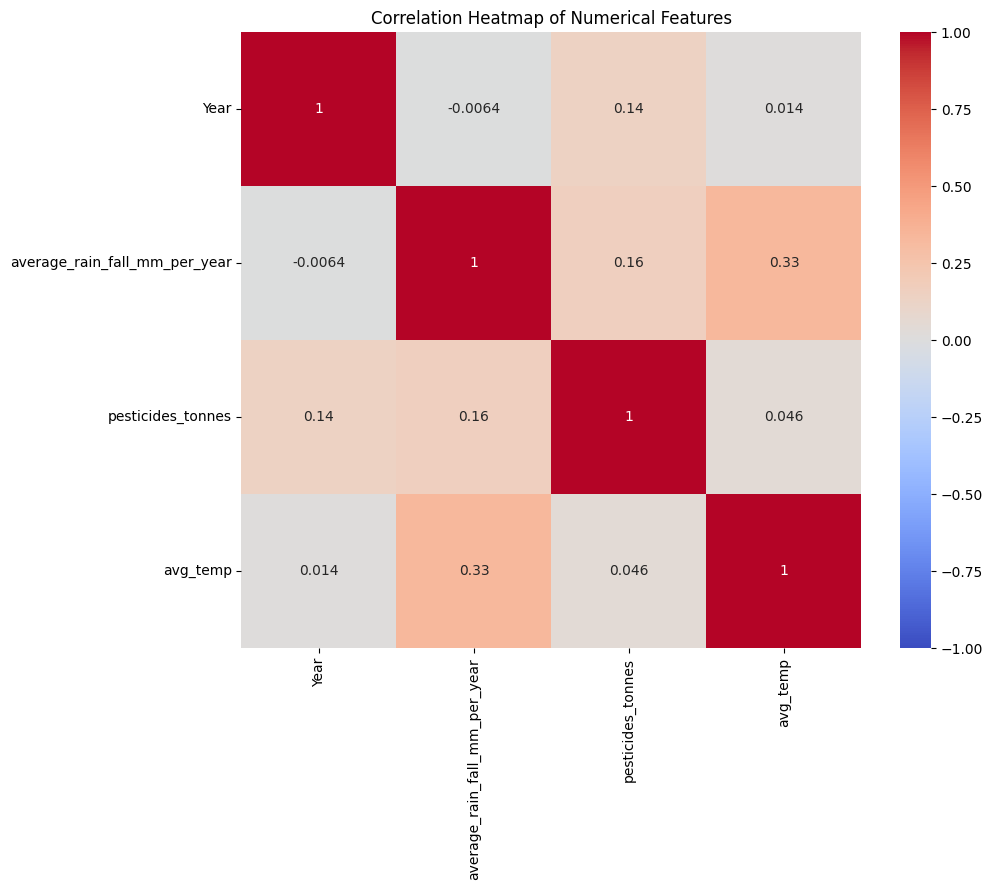 Correlation Heatmap of Numerical Features
Year
1
-0.0064
0.14
0.014
average_rain_fall_mm_per_year
-0.0064
1
0.16
0.33
pesticides_tonnes
0.14
0.16
1
0.046
avg_temp
0.014
0.33
0.046
1
Year
average_rain_fall_mm_per_year
pesticides_tonnes
avg_temp
1.00
0.75
0.50
0.25
0.00
−0.25
−0.50
−0.75
−1.00